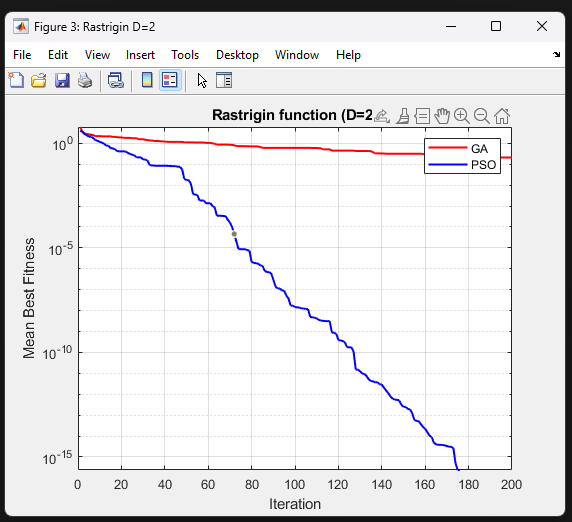 Figure 3: Rastrigin D=2
File Edit View Insert Tools Desktop Window Help
Rastrigin function (D=2
GA
PSO
10^0
10^-5
10^-10
10^-15
Mean Best Fitness
0 20 40 60 80 100 120 140 160 180 200
Iteration